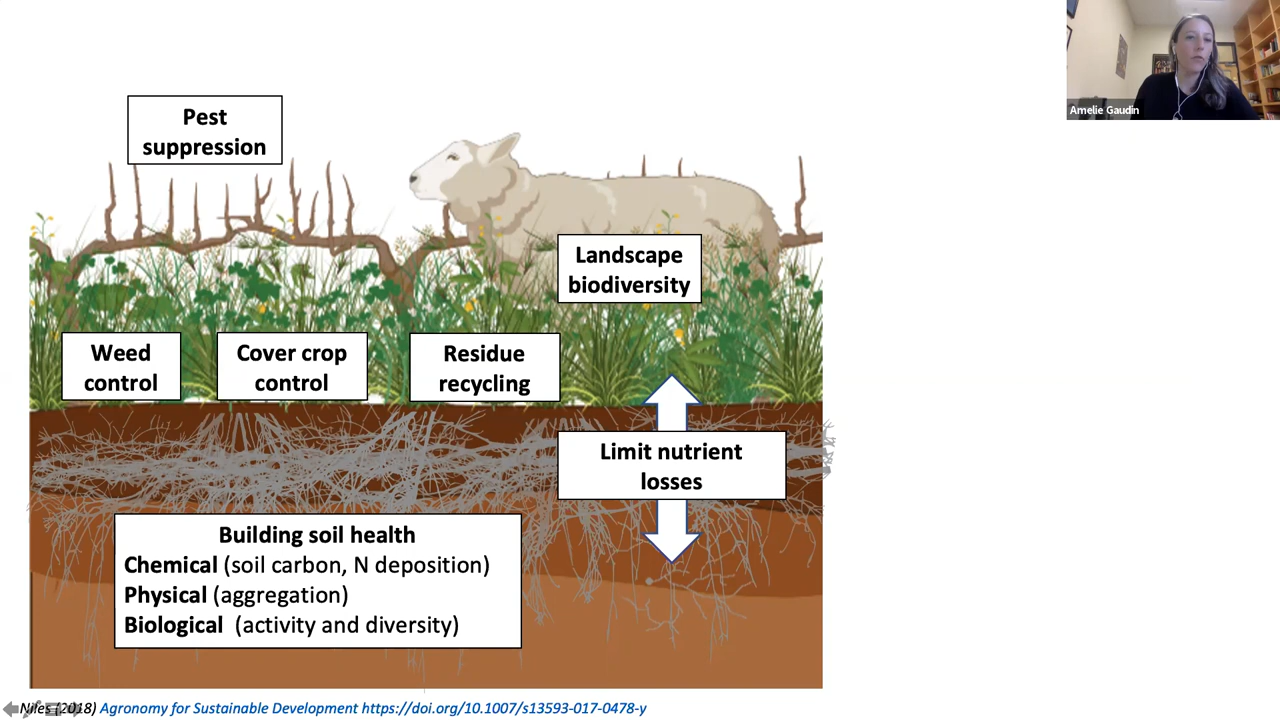 Amelie Gaudin
Pest
suppression
Landscape
biodiversity
Weed
control
Cover crop
control
Residue
recycling
Limit nutrient
losses
Building soil health
Chemical (soil carbon, N deposition)
Physical (aggregation)
Biological (activity and diversity)
Niles (2018) Agronomy for Sustainable Development https://doi.org/10.1007/s13593-017-0478-y